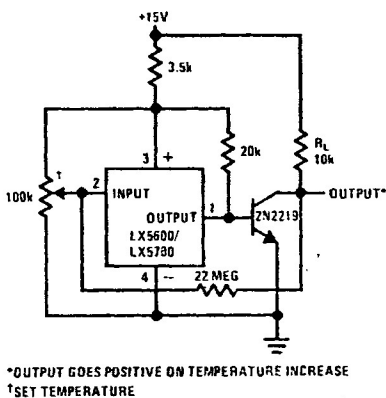 +15V
3.5k
3 +
20k
RL
10k
†
100k
2
INPUT
OUTPUT
1
LX5600/
LX5700
2N2219
OUTPUT*
4 --
22 MEG
*OUTPUT GOES POSITIVE ON TEMPERATURE INCREASE
†SET TEMPERATURE